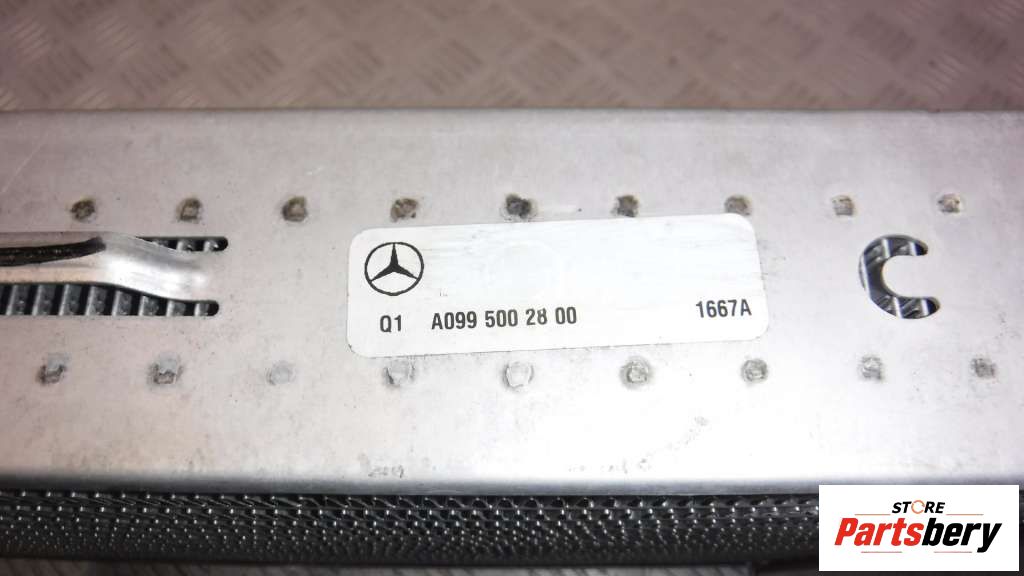 Q1 A099 500 28 00 1667A
C
STORE
Partsbery